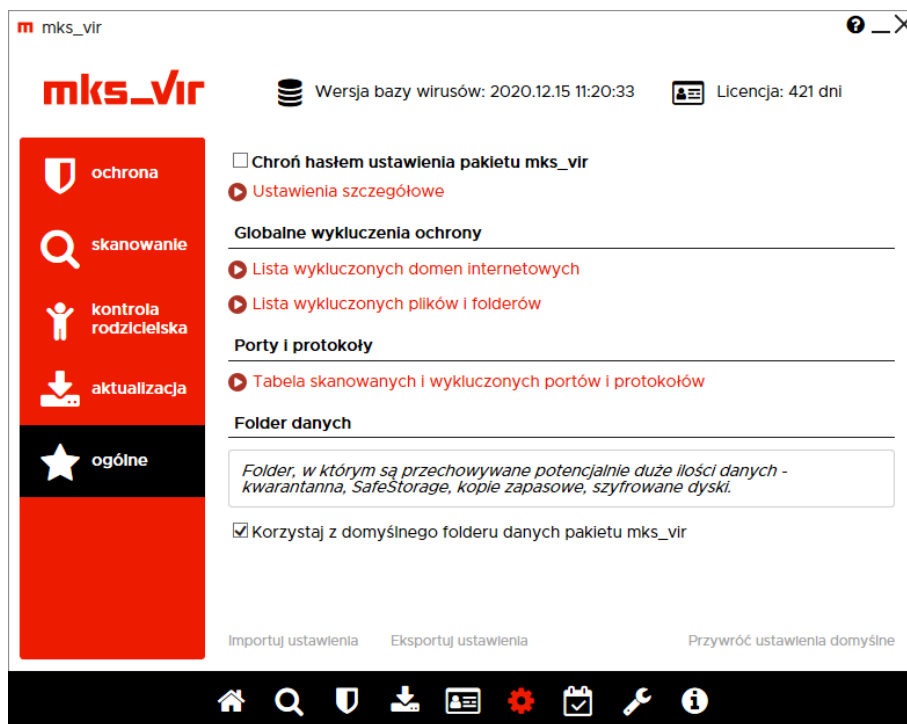 mks_vir
mks_vir
Wersja bazy wirusów: 2020.12.15 11:20:33
Licencja: 421 dni
ochrona
skanowanie
kontrola
rodzicielska
aktualizacja
ogólne
Chroń hasłem ustawienia pakietu mks_vir
Ustawienia szczegółowe
Globalne wykluczenia ochrony
Lista wykluczonych domen internetowych
Lista wykluczonych plików i folderów
Porty i protokoły
Tabela skanowanych i wykluczonych portów i protokołów
Folder danych
Folder, w którym są przechowywane potencjalnie duże ilości danych -
kwarantanna, SafeStorage, kopie zapasowe, szyfrowane dyski.
Korzystaj z domyślnego folderu danych pakietu mks_vir
Importuj ustawienia
Eksportuj ustawienia
Przywróć ustawienia domyślne